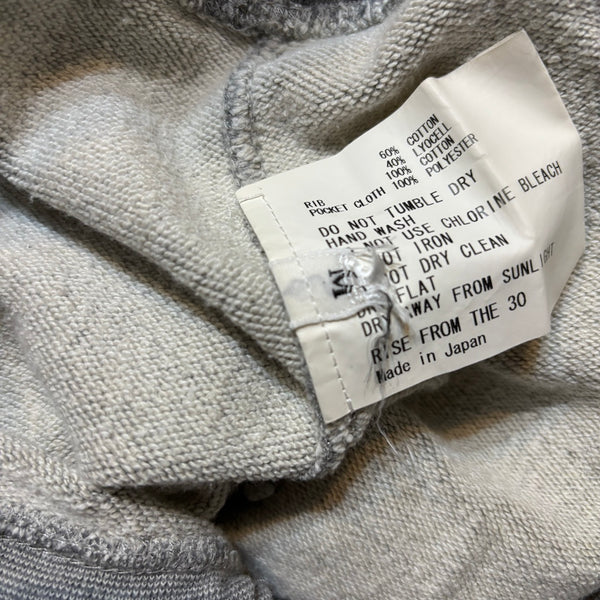 60% COTTON
40% LYOCELL
RIB 100% COTTON
POCKET CLOTH 100% POLYESTER
DO NOT TUMBLE DRY
HAND WASH
NOT USE CHLORINE BLEACH
NOT IRON
NOT DRY CLEAN
FLAT
DRY AWAY FROM SUNLIGHT
RISE FROM THE 30
Made in Japan
M